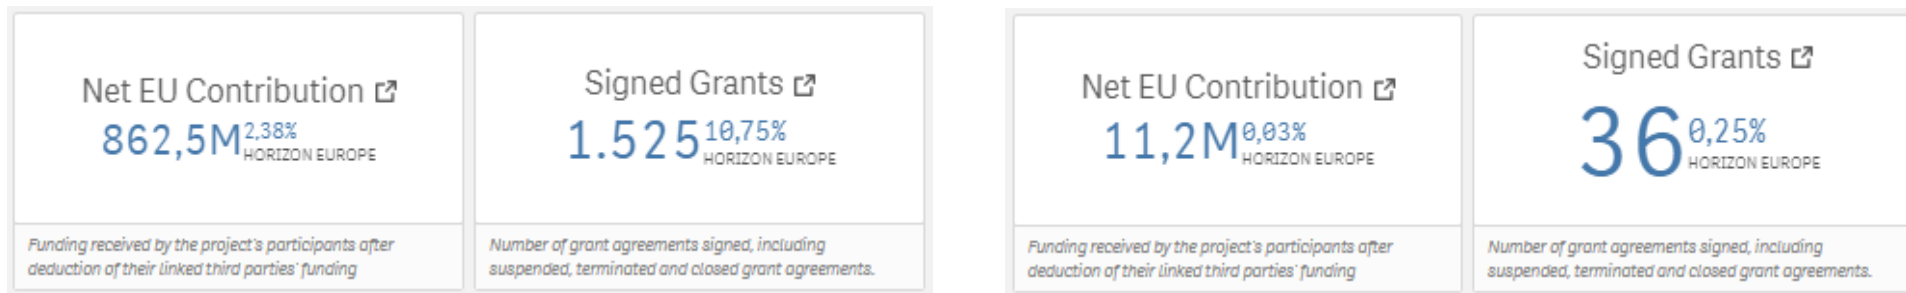 Net EU Contribution
862,5M 2,38%
HORIZON EUROPE
Funding received by the project's participants after
deduction of their linked third parties' funding
Signed Grants
1.525 10,75%
HORIZON EUROPE
Number of grant agreements signed, including
suspended, terminated and closed grant agreements.
Net EU Contribution
11,2M 0,03%
HORIZON EUROPE
Funding received by the project's participants after
deduction of their linked third parties' funding
Signed Grants
36 0,25%
HORIZON EUROPE
Number of grant agreements signed, including
suspended, terminated and closed grant agreements.